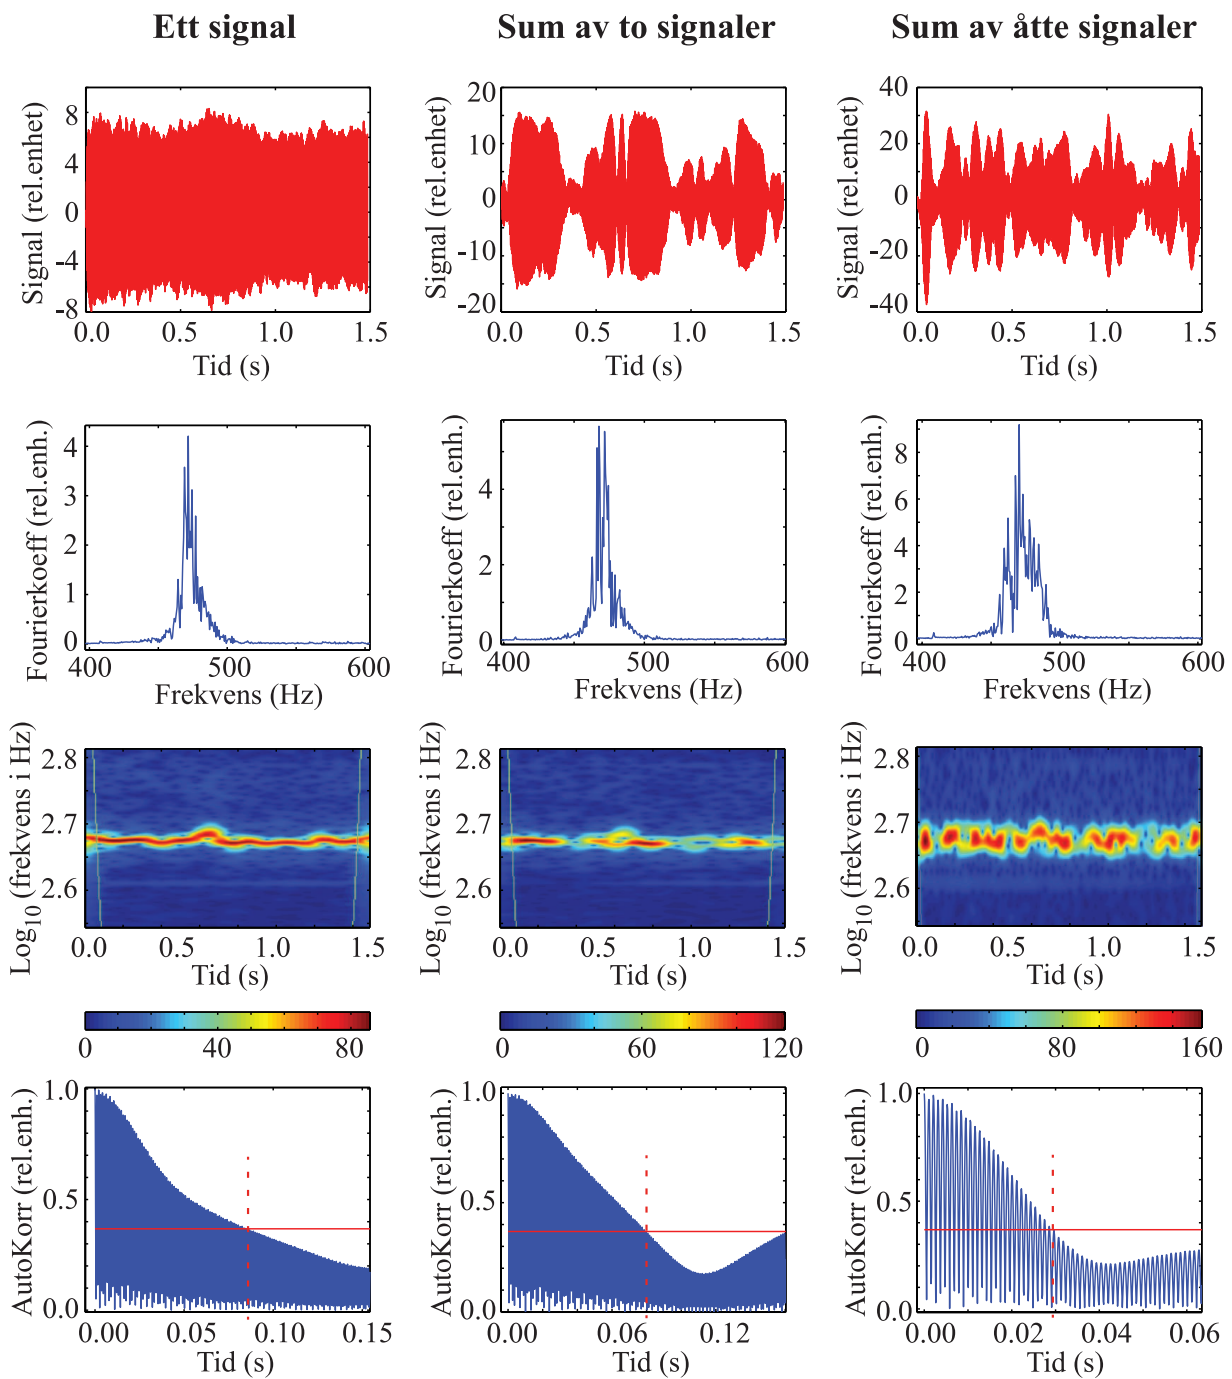 Ett signal
Sum av to signaler
Sum av åtte signaler
Signal (rel.enhet)
8
4
0
-4
-8
0.0 0.5 1.0 1.5
Tid (s)
Signal (rel.enhet)
20
10
0
-10
-20
0.0 0.5 1.0 1.5
Tid (s)
Signal (rel.enhet)
40
20
0
-20
-40
0.0 0.5 1.0 1.5
Tid (s)
Fourierkoeff (rel.enh.)
4
3
2
1
0
400 500 600
Frekvens (Hz)
Fourierkoeff (rel.enh.)
4
2
0
400 500 600
Frekvens (Hz)
Fourierkoeff (rel.enh.)
8
6
4
2
0
400 500 600
Frekvens (Hz)
Log10 (frekvens i Hz)
2.8
2.7
2.6
0.0 0.5 1.0 1.5
Tid (s)
0 40 80
Log10 (frekvens i Hz)
2.8
2.7
2.6
0.0 0.5 1.0 1.5
Tid (s)
0 60 120
Log10 (frekvens i Hz)
2.8
2.7
2.6
0.0 0.5 1.0 1.5
Tid (s)
0 80 160
AutoKorr (rel.enh.)
1.0
0.5
0.0
0.00 0.05 0.10 0.15
Tid (s)
AutoKorr (rel.enh.)
1.0
0.5
0.0
0.00 0.06 0.12
Tid (s)
AutoKorr (rel.enh.)
1.0
0.5
0.0
0.00 0.02 0.04 0.06
Tid (s)